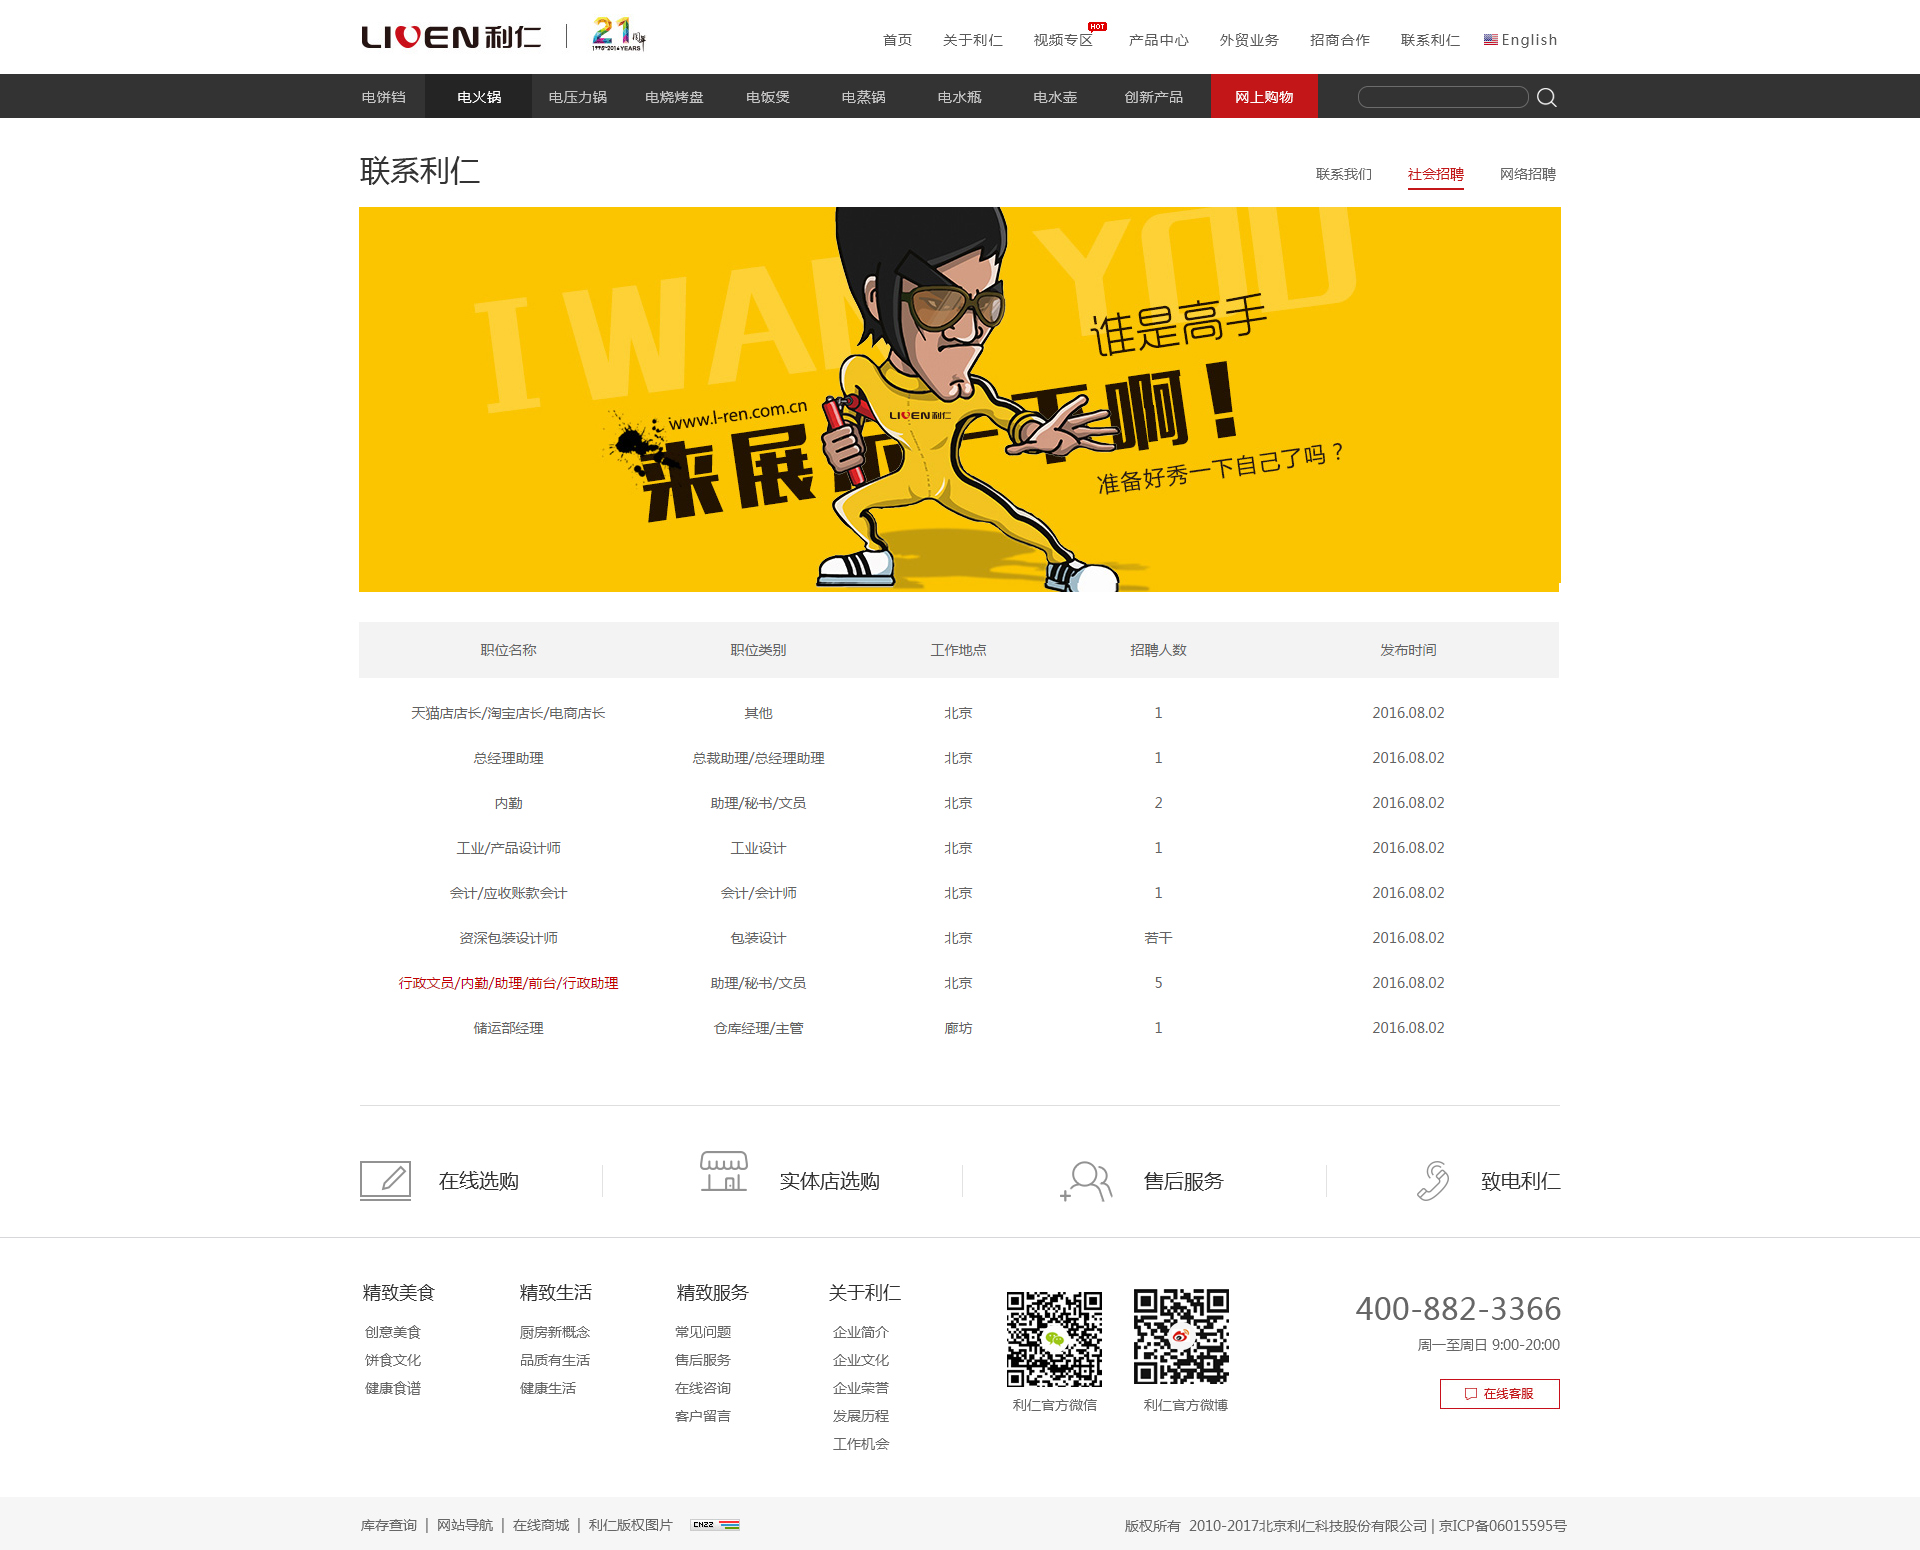 LIVEN利仁
21周年
1995-2016 YEARS
首页 关于利仁 视频专区 HOT 产品中心 外贸业务 招商合作 联系利仁 English
电饼铛 电火锅 电压力锅 电烧烤盘 电饭煲 电蒸锅 电水瓶 电水壶 创新产品 网上购物
联系利仁
联系我们 社会招聘 网络招聘
I WAN YOU
谁是高手
www.l-ren.com.cn
LIVEN利仁
来展 一下啊！
准备好秀一下自己了吗？
职位名称 职位类别 工作地点 招聘人数 发布时间
天猫店店长/淘宝店长/电商店长 其他 北京 1 2016.08.02
总经理助理 总裁助理/总经理助理 北京 1 2016.08.02
内勤 助理/秘书/文员 北京 2 2016.08.02
工业/产品设计师 工业设计 北京 1 2016.08.02
会计/应收账款会计 会计/会计师 北京 1 2016.08.02
资深包装设计师 包装设计 北京 若干 2016.08.02
行政文员/内勤/助理/前台/行政助理 助理/秘书/文员 北京 5 2016.08.02
储运部经理 仓库经理/主管 廊坊 1 2016.08.02
在线选购 实体店选购 售后服务 致电利仁
精致美食
创意美食
饼食文化
健康食谱
精致生活
厨房新概念
品质有生活
健康生活
精致服务
常见问题
售后服务
在线咨询
客户留言
关于利仁
企业简介
企业文化
企业荣誉
发展历程
工作机会
利仁官方微信
利仁官方微博
400-882-3366
周一至周日 9:00-20:00
在线客服
库存查询 | 网站导航 | 在线商城 | 利仁版权图片 CNZZ
版权所有 2010-2017北京利仁科技股份有限公司 | 京ICP备06015595号